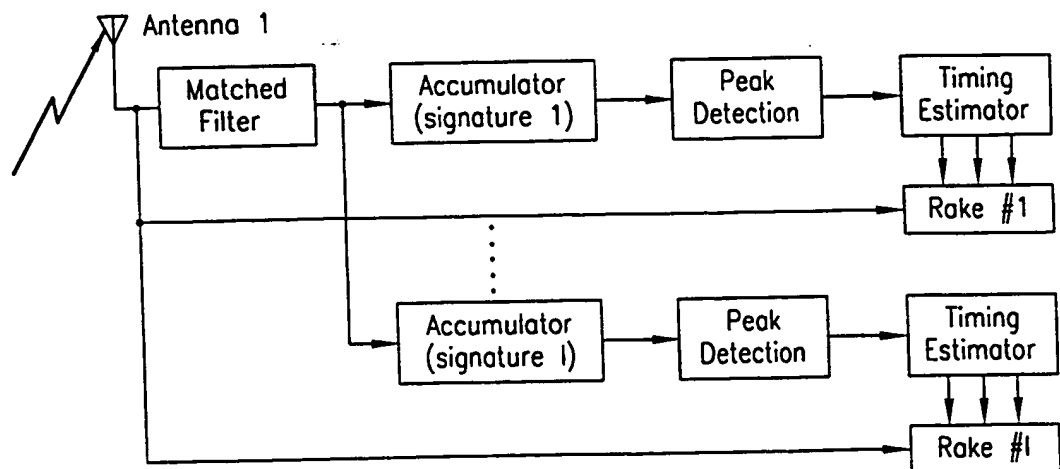 Antenna 1
Matched
Filter
Accumulator
(signature 1)
Peak
Detection
Timing
Estimator
Rake #1
Accumulator
(signature I)
Peak
Detection
Timing
Estimator
Rake #I